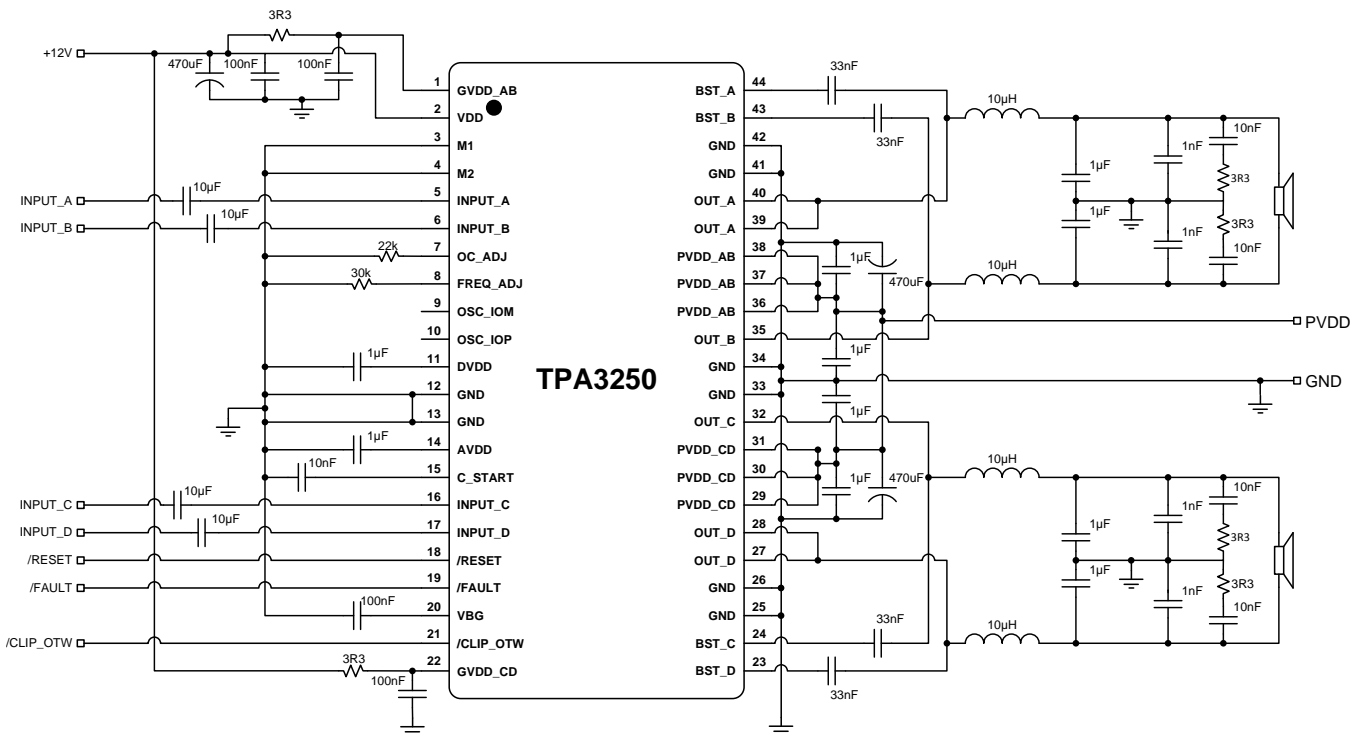 3R3
+12V
470uF
100nF
100nF
1 GVDD_AB
2 VDD
3 M1
4 M2
INPUT_A
10µF
5 INPUT_A
INPUT_B
10µF
6 INPUT_B
22k
7 OC_ADJ
30k
8 FREQ_ADJ
9 OSC_IOM
10 OSC_IOP
1µF
11 DVDD
12 GND
13 GND
1µF
14 AVDD
10nF
15 C_START
INPUT_C
10µF
16 INPUT_C
INPUT_D
10µF
17 INPUT_D
/RESET
18 /RESET
/FAULT
19 /FAULT
100nF
20 VBG
/CLIP_OTW
21 /CLIP_OTW
3R3
22 GVDD_CD
100nF
TPA3250
BST_A 44
33nF
BST_B 43
33nF
GND 42
GND 41
OUT_A 40
OUT_A 39
PVDD_AB 38
PVDD_AB 37
PVDD_AB 36
OUT_B 35
GND 34
GND 33
OUT_C 32
PVDD_CD 31
PVDD_CD 30
PVDD_CD 29
OUT_D 28
OUT_D 27
GND 26
GND 25
BST_C 24
33nF
BST_D 23
33nF
1µF
470uF
1µF
1µF
1µF
470uF
10µH
1µF
1µF
1nF
1nF
10nF
3R3
3R3
10nF
10µH
PVDD
GND
10µH
1µF
1µF
1nF
1nF
10nF
3R3
3R3
10nF
10µH